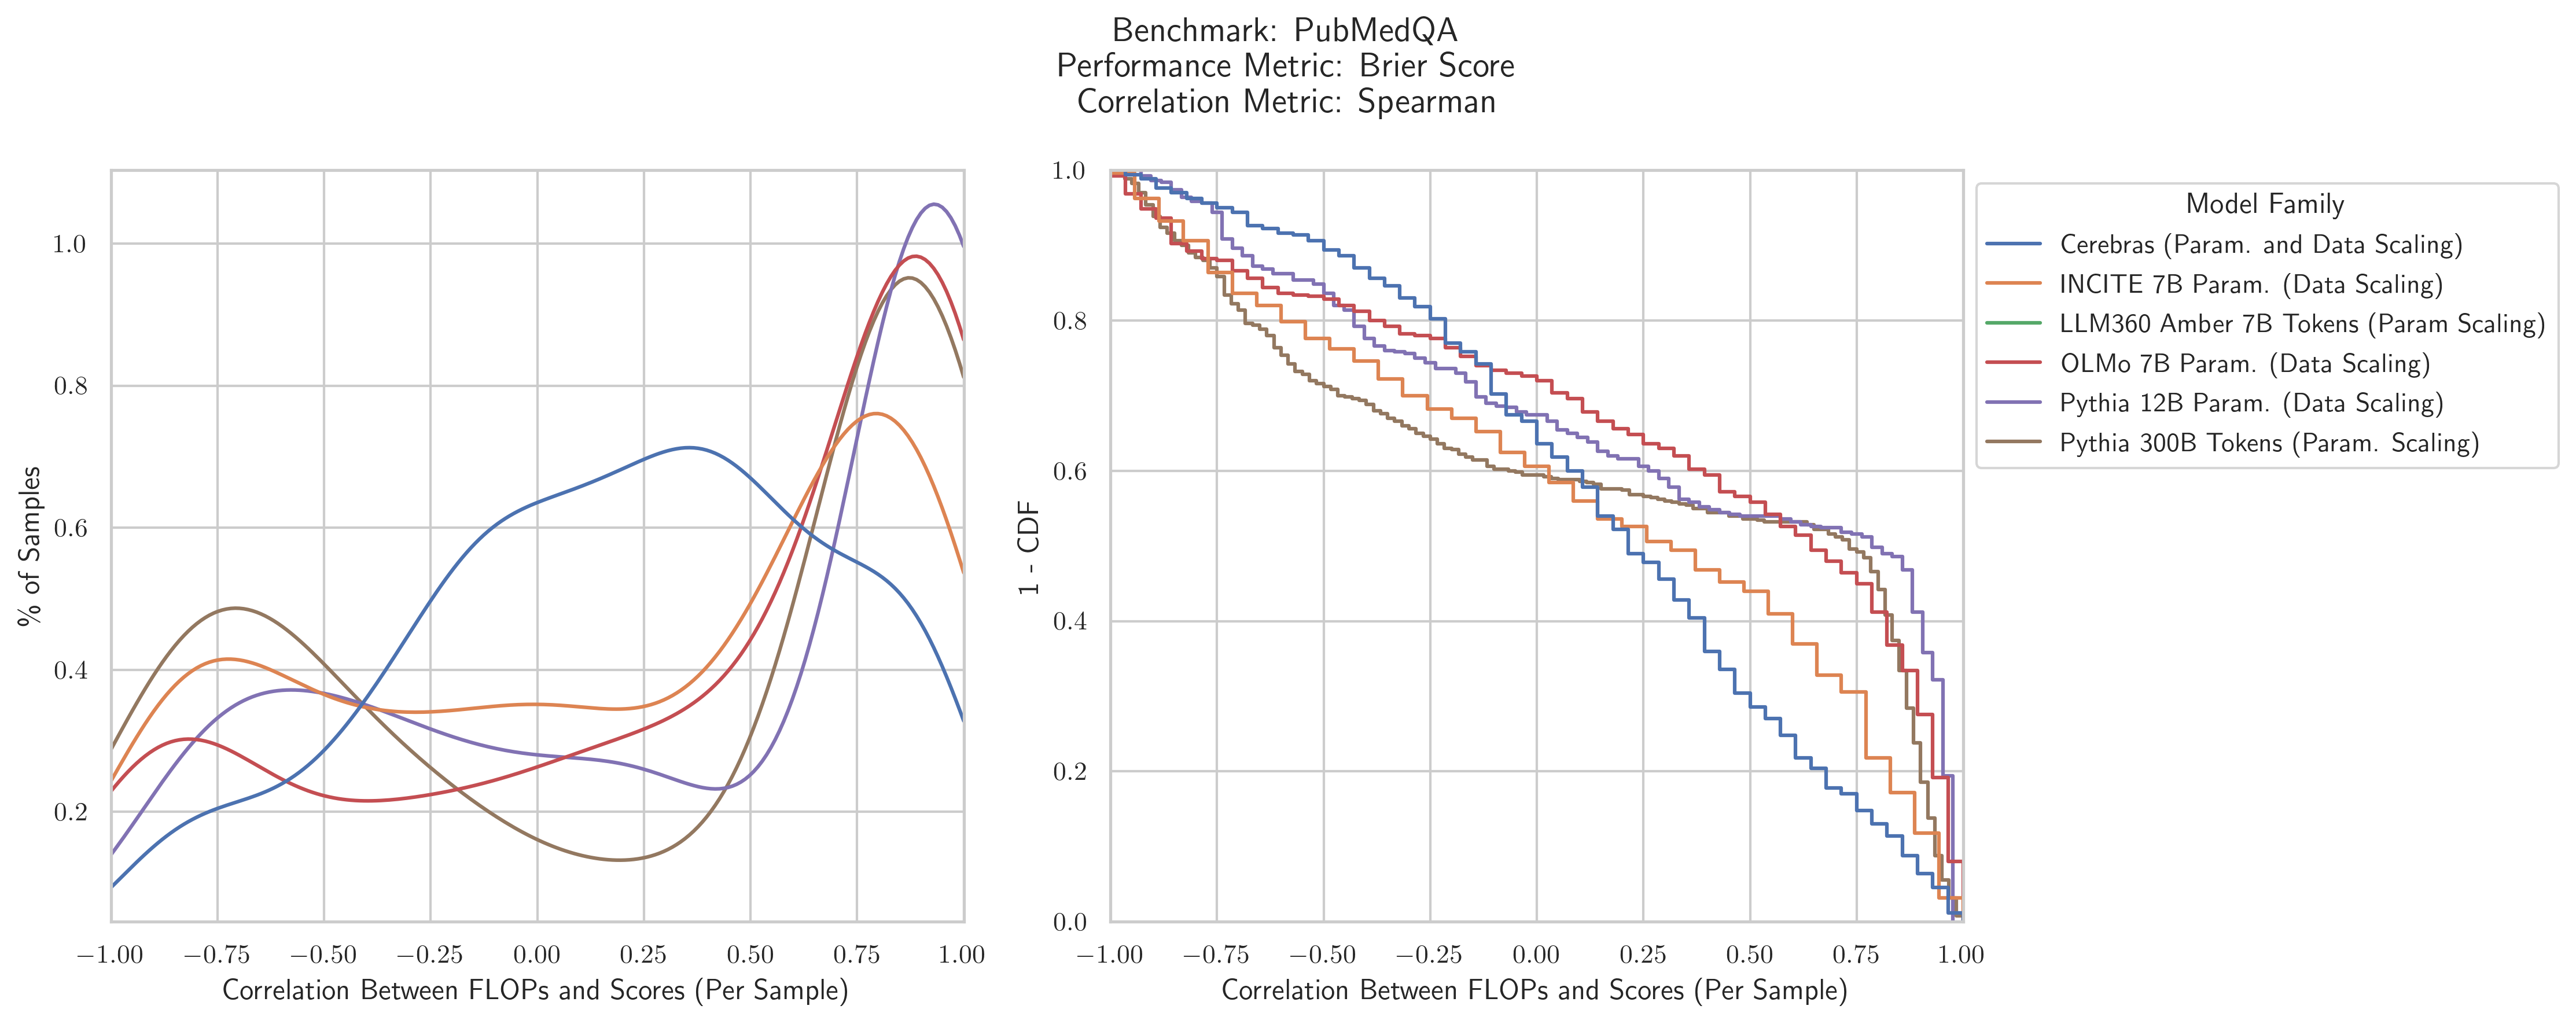 Benchmark: PubMedQA
Performance Metric: Brier Score
Correlation Metric: Spearman
% of Samples
1.0
0.8
0.6
0.4
0.2
−1.00 −0.75 −0.50 −0.25 0.00 0.25 0.50 0.75 1.00
Correlation Between FLOPs and Scores (Per Sample)
1 - CDF
1.0
0.8
0.6
0.4
0.2
0.0
−1.00 −0.75 −0.50 −0.25 0.00 0.25 0.50 0.75 1.00
Correlation Between FLOPs and Scores (Per Sample)
Model Family
Cerebras (Param. and Data Scaling)
INCITE 7B Param. (Data Scaling)
LLM360 Amber 7B Tokens (Param Scaling)
OLMo 7B Param. (Data Scaling)
Pythia 12B Param. (Data Scaling)
Pythia 300B Tokens (Param. Scaling)